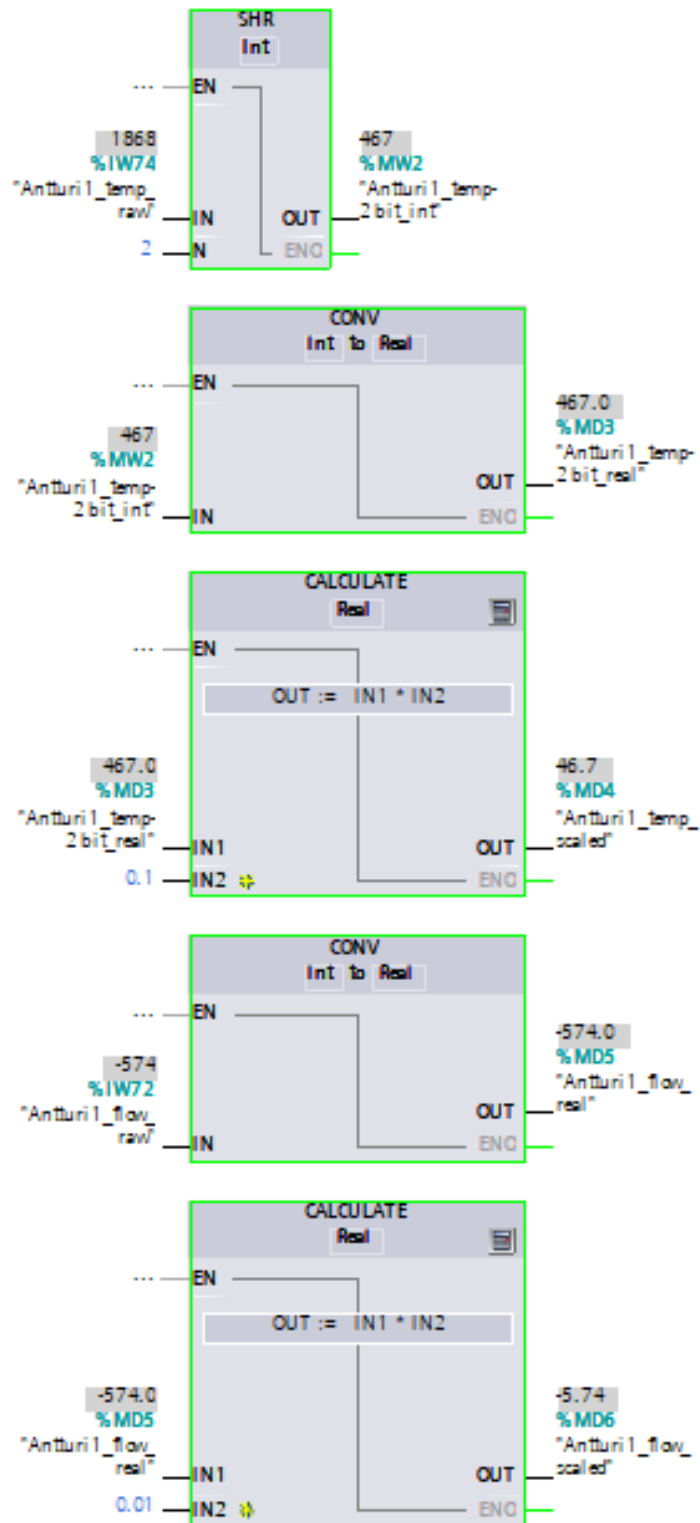 SHR
Int
... EN
1868
%IW74
"Antturi1_temp_
raw" IN
2 N
467
%MW2
"Antturi1_temp-
2bit_int"
OUT
ENO
CONV
Int to Real
... EN
467
%MW2
"Antturi1_temp-
2bit_int" IN
467.0
%MD3
"Antturi1_temp-
2bit_real"
OUT
ENO
CALCULATE
Real
... EN
OUT := IN1 * IN2
467.0
%MD3
"Antturi1_temp-
2bit_real" IN1
0.1 IN2
46.7
%MD4
"Antturi1_temp_
scaled"
OUT
ENO
CONV
Int to Real
... EN
-574
%IW72
"Antturi1_flow_
raw" IN
-574.0
%MD5
"Antturi1_flow_
real"
OUT
ENO
CALCULATE
Real
... EN
OUT := IN1 * IN2
-574.0
%MD5
"Antturi1_flow_
real" IN1
0.01 IN2
-5.74
%MD6
"Antturi1_flow_
scaled"
OUT
ENO